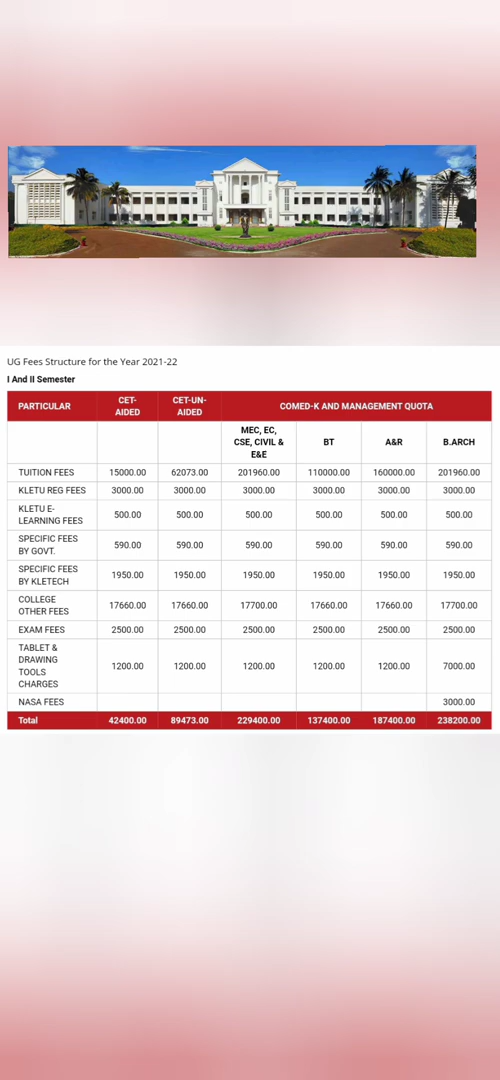 UG Fees Structure for the Year 2021-22
I And II Semester
PARTICULAR CET-AIDED CET-UN-AIDED COMED-K AND MANAGEMENT QUOTA
MEC, EC, CSE, CIVIL & E&E BT A&R B.ARCH
TUITION FEES 15000.00 62073.00 201960.00 110000.00 160000.00 201960.00
KLETU REG FEES 3000.00 3000.00 3000.00 3000.00 3000.00 3000.00
KLETU E-LEARNING FEES 500.00 500.00 500.00 500.00 500.00 500.00
SPECIFIC FEES BY GOVT. 590.00 590.00 590.00 590.00 590.00 590.00
SPECIFIC FEES BY KLETECH 1950.00 1950.00 1950.00 1950.00 1950.00 1950.00
COLLEGE OTHER FEES 17660.00 17660.00 17700.00 17660.00 17660.00 17700.00
EXAM FEES 2500.00 2500.00 2500.00 2500.00 2500.00 2500.00
TABLET & DRAWING TOOLS CHARGES 1200.00 1200.00 1200.00 1200.00 1200.00 7000.00
NASA FEES 3000.00
Total 42400.00 89473.00 229400.00 137400.00 187400.00 238200.00